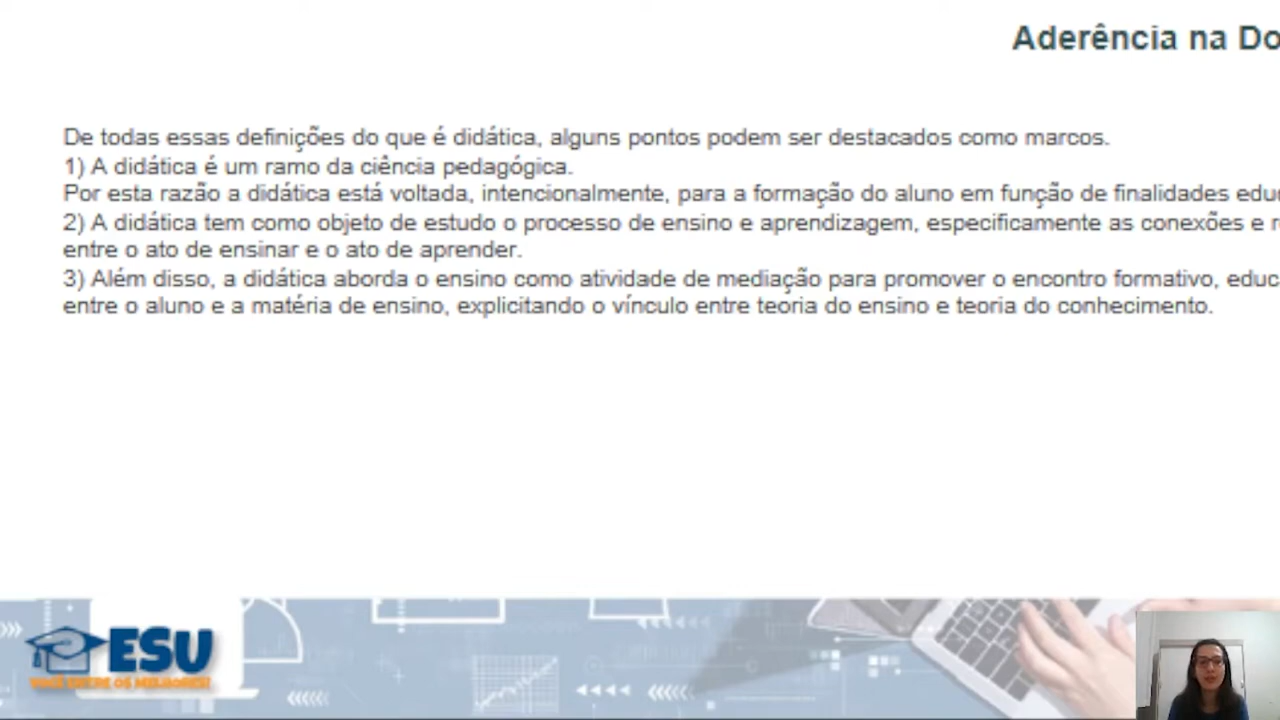 Aderência na Do
De todas essas definições do que é didática, alguns pontos podem ser destacados como marcos.
1) A didática é um ramo da ciência pedagógica.
Por esta razão a didática está voltada, intencionalmente, para a formação do aluno em função de finalidades
2) A didática tem como objeto de estudo o processo de ensino e aprendizagem, especificamente as conexões e
entre o ato de ensinar e o ato de aprender.
3) Além disso, a didática aborda o ensino como atividade de mediação para promover o encontro formativo,
entre o aluno e a matéria de ensino, explicitando o vínculo entre teoria do ensino e teoria do conhecimento.
ESU
VOCÊ ENTRE OS MELHORES!